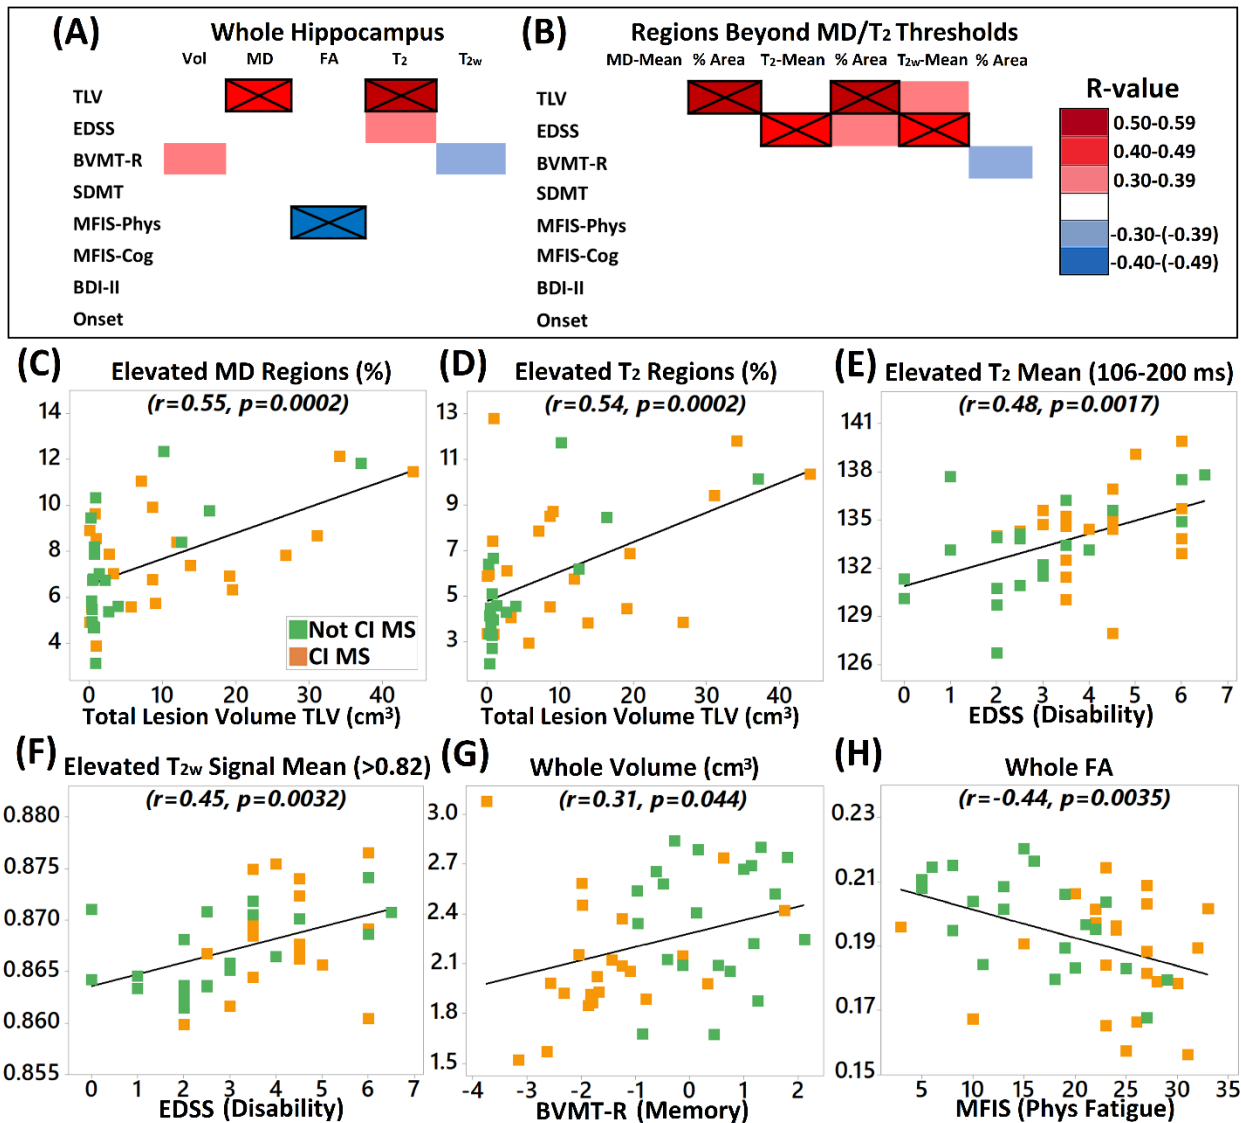 (A) Whole Hippocampus
Vol MD FA T2 T2w
TLV
EDSS
BVMT-R
SDMT
MFIS-Phys
MFIS-Cog
BDI-II
Onset
(B) Regions Beyond MD/T2 Thresholds
MD-Mean % Area T2-Mean % Area T2w-Mean % Area
TLV
EDSS
BVMT-R
SDMT
MFIS-Phys
MFIS-Cog
BDI-II
Onset
R-value
0.50-0.59
0.40-0.49
0.30-0.39
-0.30-(-0.39)
-0.40-(-0.49)
(C) Elevated MD Regions (%)
(r=0.55, p=0.0002)
14
12
10
8
6
4
Not CI MS
CI MS
0 10 20 30 40
Total Lesion Volume TLV (cm³)
(D) Elevated T2 Regions (%)
(r=0.54, p=0.0002)
13
11
9
7
5
3
0 10 20 30 40
Total Lesion Volume TLV (cm³)
(E) Elevated T2 Mean (106-200 ms)
(r=0.48, p=0.0017)
141
138
135
132
129
126
0 1 2 3 4 5 6 7
EDSS (Disability)
(F) Elevated T2w Signal Mean (>0.82)
(r=0.45, p=0.0032)
0.880
0.875
0.870
0.865
0.860
0.855
0 1 2 3 4 5 6 7
EDSS (Disability)
(G) Whole Volume (cm³)
(r=0.31, p=0.044)
3.0
2.7
2.4
2.1
1.8
1.5
-4 -3 -2 -1 0 1 2
BVMT-R (Memory)
(H) Whole FA
(r=-0.44, p=0.0035)
0.23
0.21
0.19
0.17
0.15
5 10 15 20 25 30 35
MFIS (Phys Fatigue)